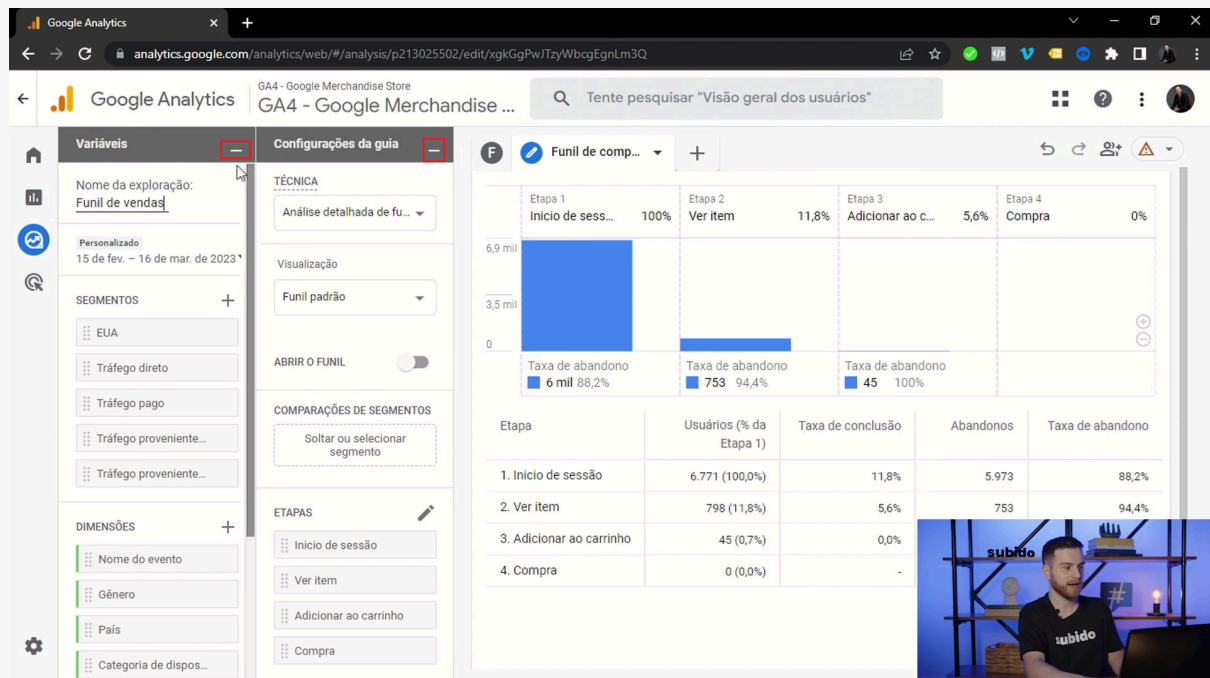 Google Analytics
analytics.google.com/analytics/web/#/analysis/p213025502/edit/xgkGgPwJTzyWbcgEgnLm3Q
Google Analytics
GA4 - Google Merchandise Store
GA4 - Google Merchandise ...
Tente pesquisar "Visão geral dos usuários"
Variáveis
Nome da exploração:
Funil de vendas
Personalizado
15 de fev. – 16 de mar. de 2023
SEGMENTOS
EUA
Tráfego direto
Tráfego pago
Tráfego proveniente...
Tráfego proveniente...
DIMENSÕES
Nome do evento
Gênero
País
Categoria de dispos...
Configurações da guia
TÉCNICA
Análise detalhada de fu...
Visualização
Funil padrão
ABRIR O FUNIL
COMPARAÇÕES DE SEGMENTOS
Soltar ou selecionar
segmento
ETAPAS
Inicio de sessão
Ver item
Adicionar ao carrinho
Compra
F
Funil de comp...
Etapa 1
Inicio de sess... 100%
Etapa 2
Ver item 11,8%
Etapa 3
Adicionar ao c... 5,6%
Etapa 4
Compra 0%
6,9 mil
3,5 mil
0
Taxa de abandono
6 mil 88,2%
Taxa de abandono
753 94,4%
Taxa de abandono
45 100%
Etapa Usuários (% da Etapa 1) Taxa de conclusão Abandonos Taxa de abandono
1. Inicio de sessão 6.771 (100,0%) 11,8% 5.973 88,2%
2. Ver item 798 (11,8%) 5,6% 753 94,4%
3. Adicionar ao carrinho 45 (0,7%) 0,0%
4. Compra 0 (0,0%) -
subido
#
subido